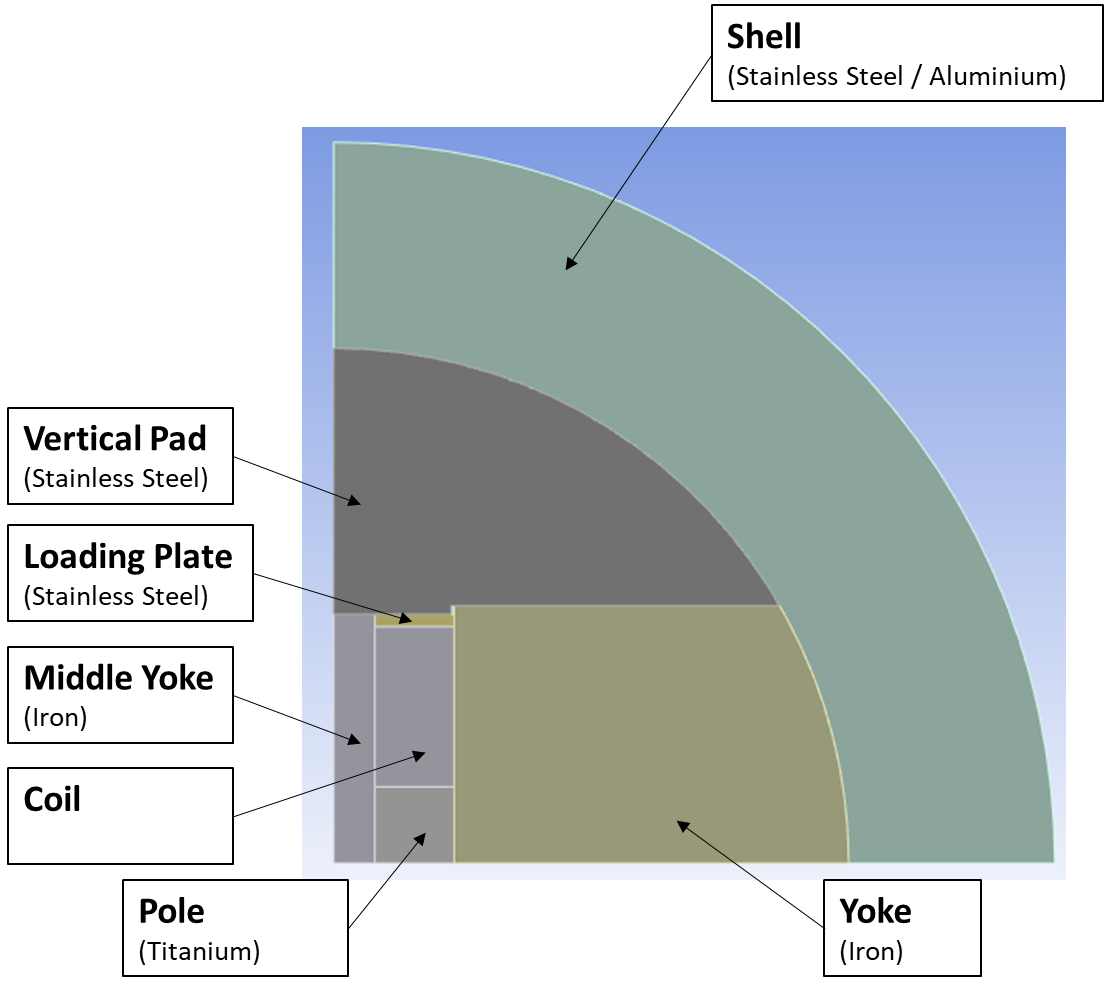 Shell
(Stainless Steel / Aluminium)
Vertical Pad
(Stainless Steel)
Loading Plate
(Stainless Steel)
Middle Yoke
(Iron)
Coil
Pole
(Titanium)
Yoke
(Iron)